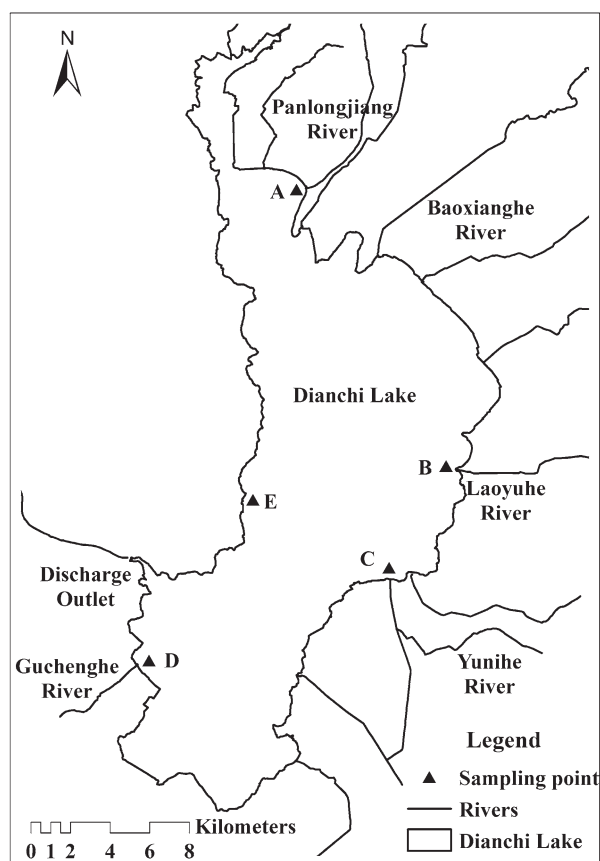 N
Panlongjiang
River
A
Baoxianghe
River
Dianchi Lake
B
Laoyuhe
River
E
C
Discharge
Outlet
D
Guchenghe
River
Yunihe
River
Legend
Sampling point
Rivers
Dianchi Lake
Kilometers
0 1 2 4 6 8